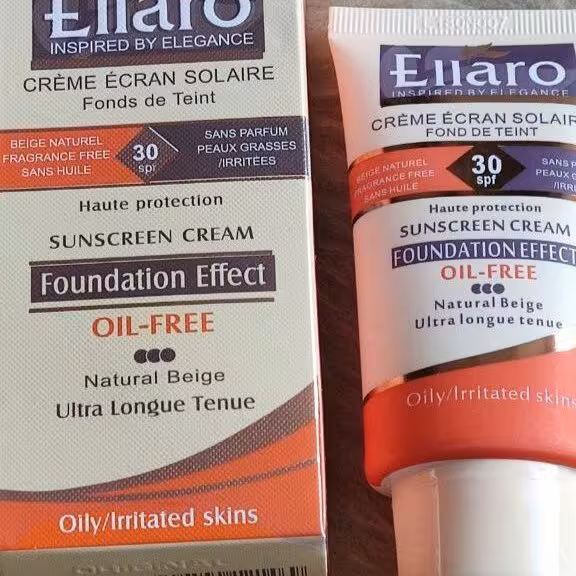 Ellaro
INSPIRED BY ELEGANCE
CRÈME ÉCRAN SOLAIRE
Fonds de Teint
BEIGE NATUREL
FRAGRANCE FREE
SANS HUILE
30
spf
SANS PARFUM
PEAUX GRASSES
/IRRITÉES
Haute protection
SUNSCREEN CREAM
Foundation Effect
OIL-FREE
Natural Beige
Ultra Longue Tenue
Oily/Irritated skins
Ellaro
INSPIRED BY ELEGANCE
CRÈME ÉCRAN SOLAIR
FOND DE TEINT
BEIGE NATUREL
FRAGRANCE FREE
SANS HUILE
30
spf
SANS P
PEAUX G
/IRRI
Haute protection
SUNSCREEN CREAM
FOUNDATION EFFECT
OIL-FREE
Natural Beige
Ultra longue tenue
Oily/Irritated skins